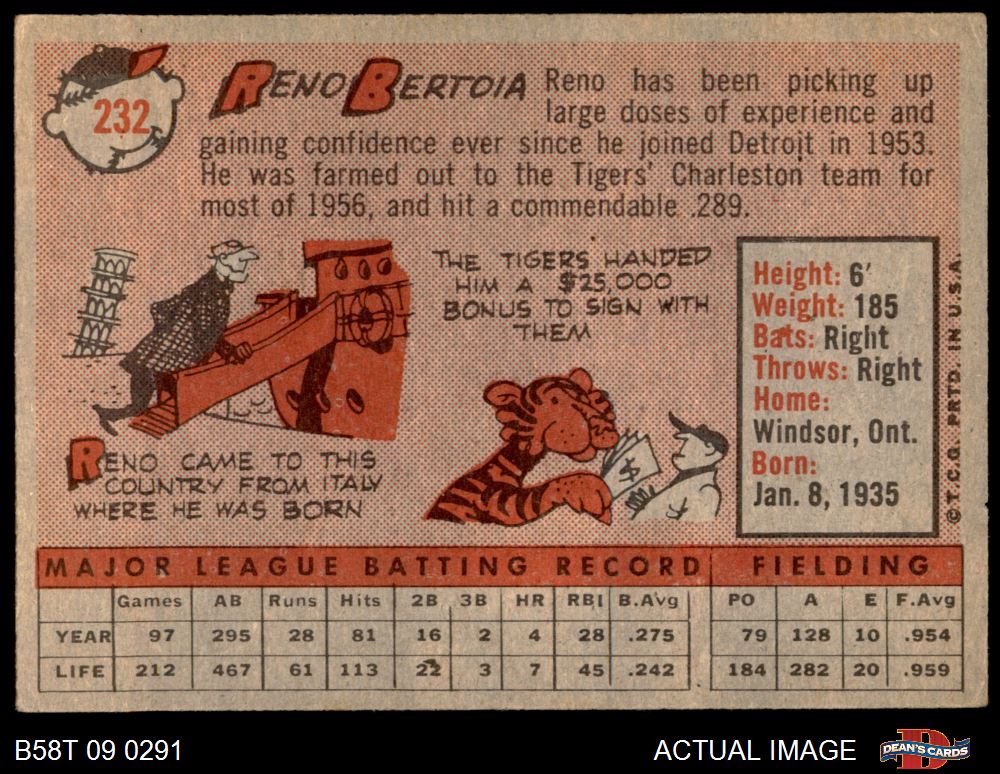 232
RENO BERTOIA Reno has been picking up
large doses of experience and
gaining confidence ever since he joined Detroit in 1953.
He was farmed out to the Tigers' Charleston team for
most of 1956, and hit a commendable .289.
THE TIGERS HANDED
HIM A $25,000
BONUS TO SIGN WITH
THEM
$
RENO CAME TO THIS
COUNTRY FROM ITALY
WHERE HE WAS BORN
Height: 6'
Weight: 185
Bats: Right
Throws: Right
Home:
Windsor, Ont.
Born:
Jan. 8, 1935
© T.C.G. PRTD. IN U.S.A.
MAJOR LEAGUE BATTING RECORD FIELDING
Games AB Runs Hits 2B 3B HR RBI B.Avg PO A E F.Avg
YEAR 97 295 28 81 16 2 4 28 .275 79 128 10 .954
LIFE 212 467 61 113 22 3 7 45 .242 184 282 20 .959
B58T 09 0291 ACTUAL IMAGE DEAN'S CARDS